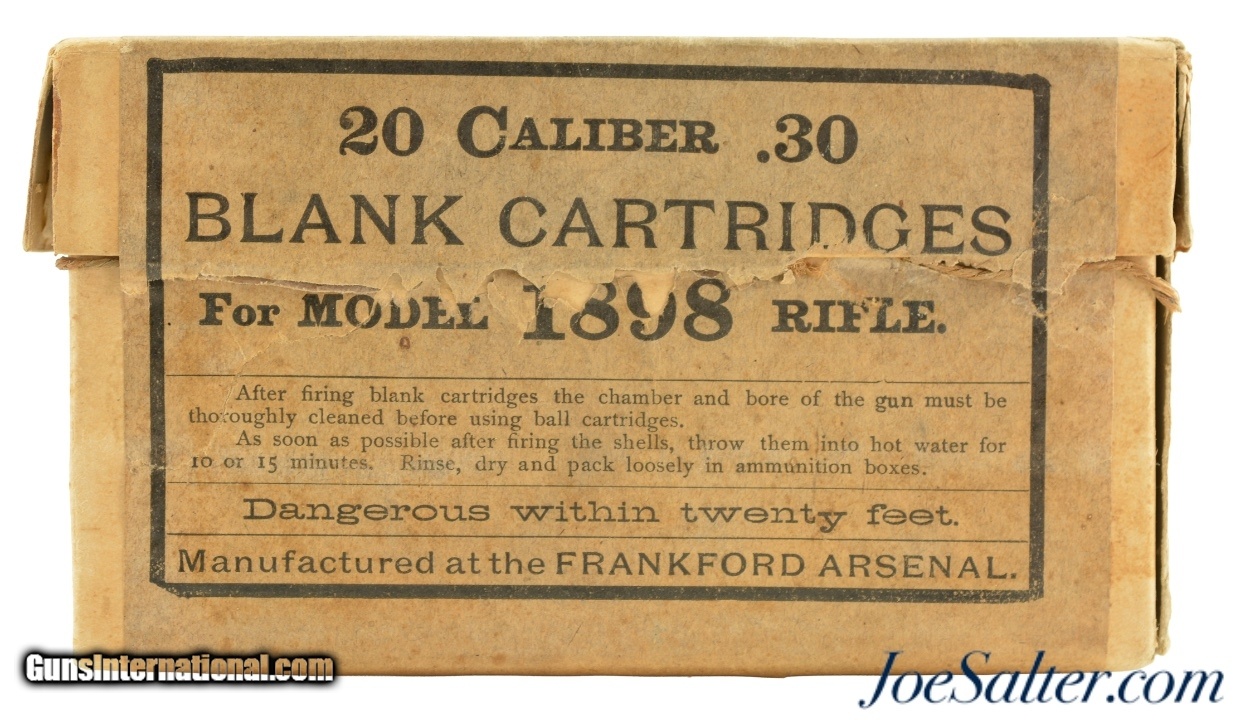 20 CALIBER .30
BLANK CARTRIDGES
For MODEL 1898 RIFLE.
After firing blank cartridges the chamber and bore of the gun must be
thoroughly cleaned before using ball cartridges.
As soon as possible after firing the shells, throw them into hot water for
10 or 15 minutes. Rinse, dry and pack loosely in ammunition boxes.
Dangerous within twenty feet.
Manufactured at the FRANKFORD ARSENAL.
GunsInternational.com
JoeSalter.com